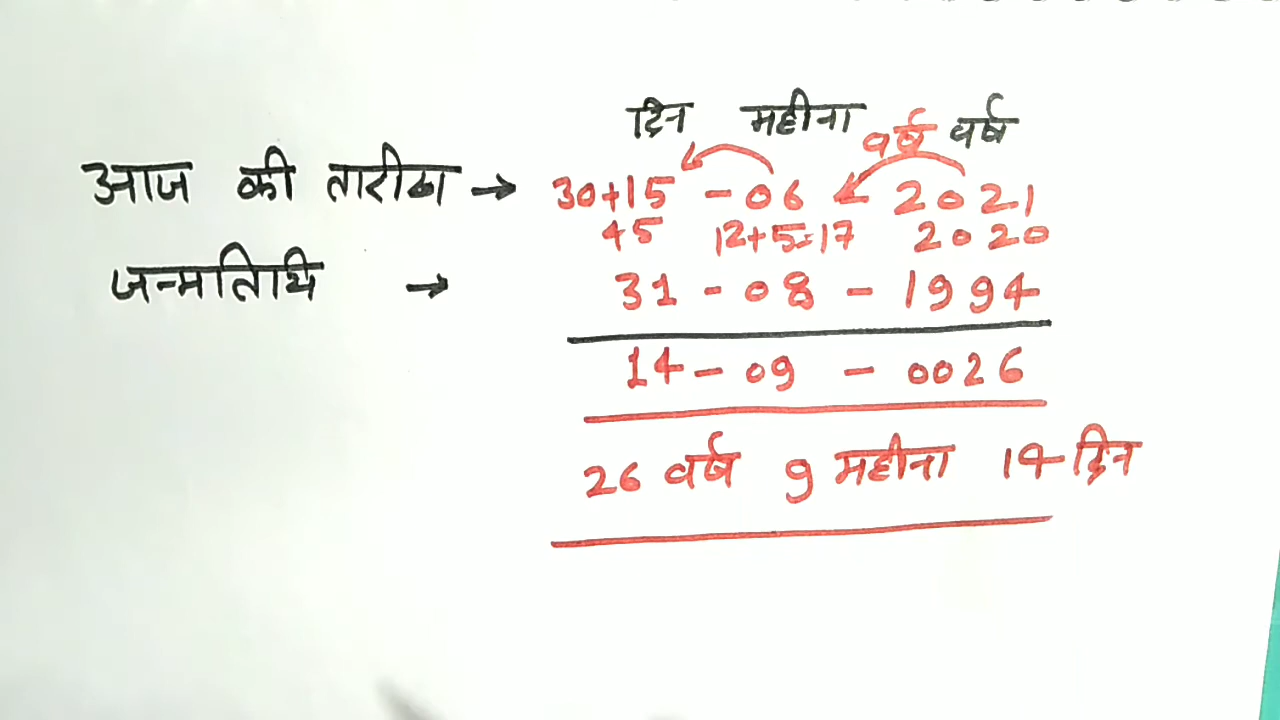 दिन महीना वर्ष वर्ष
आज की तारीख → 30+15 - 06 2021
45 12+5=17 2020
जन्मतिथि → 31 - 08 - 1994
14 - 09 - 0026
26 वर्ष 9 महीना 14 दिन